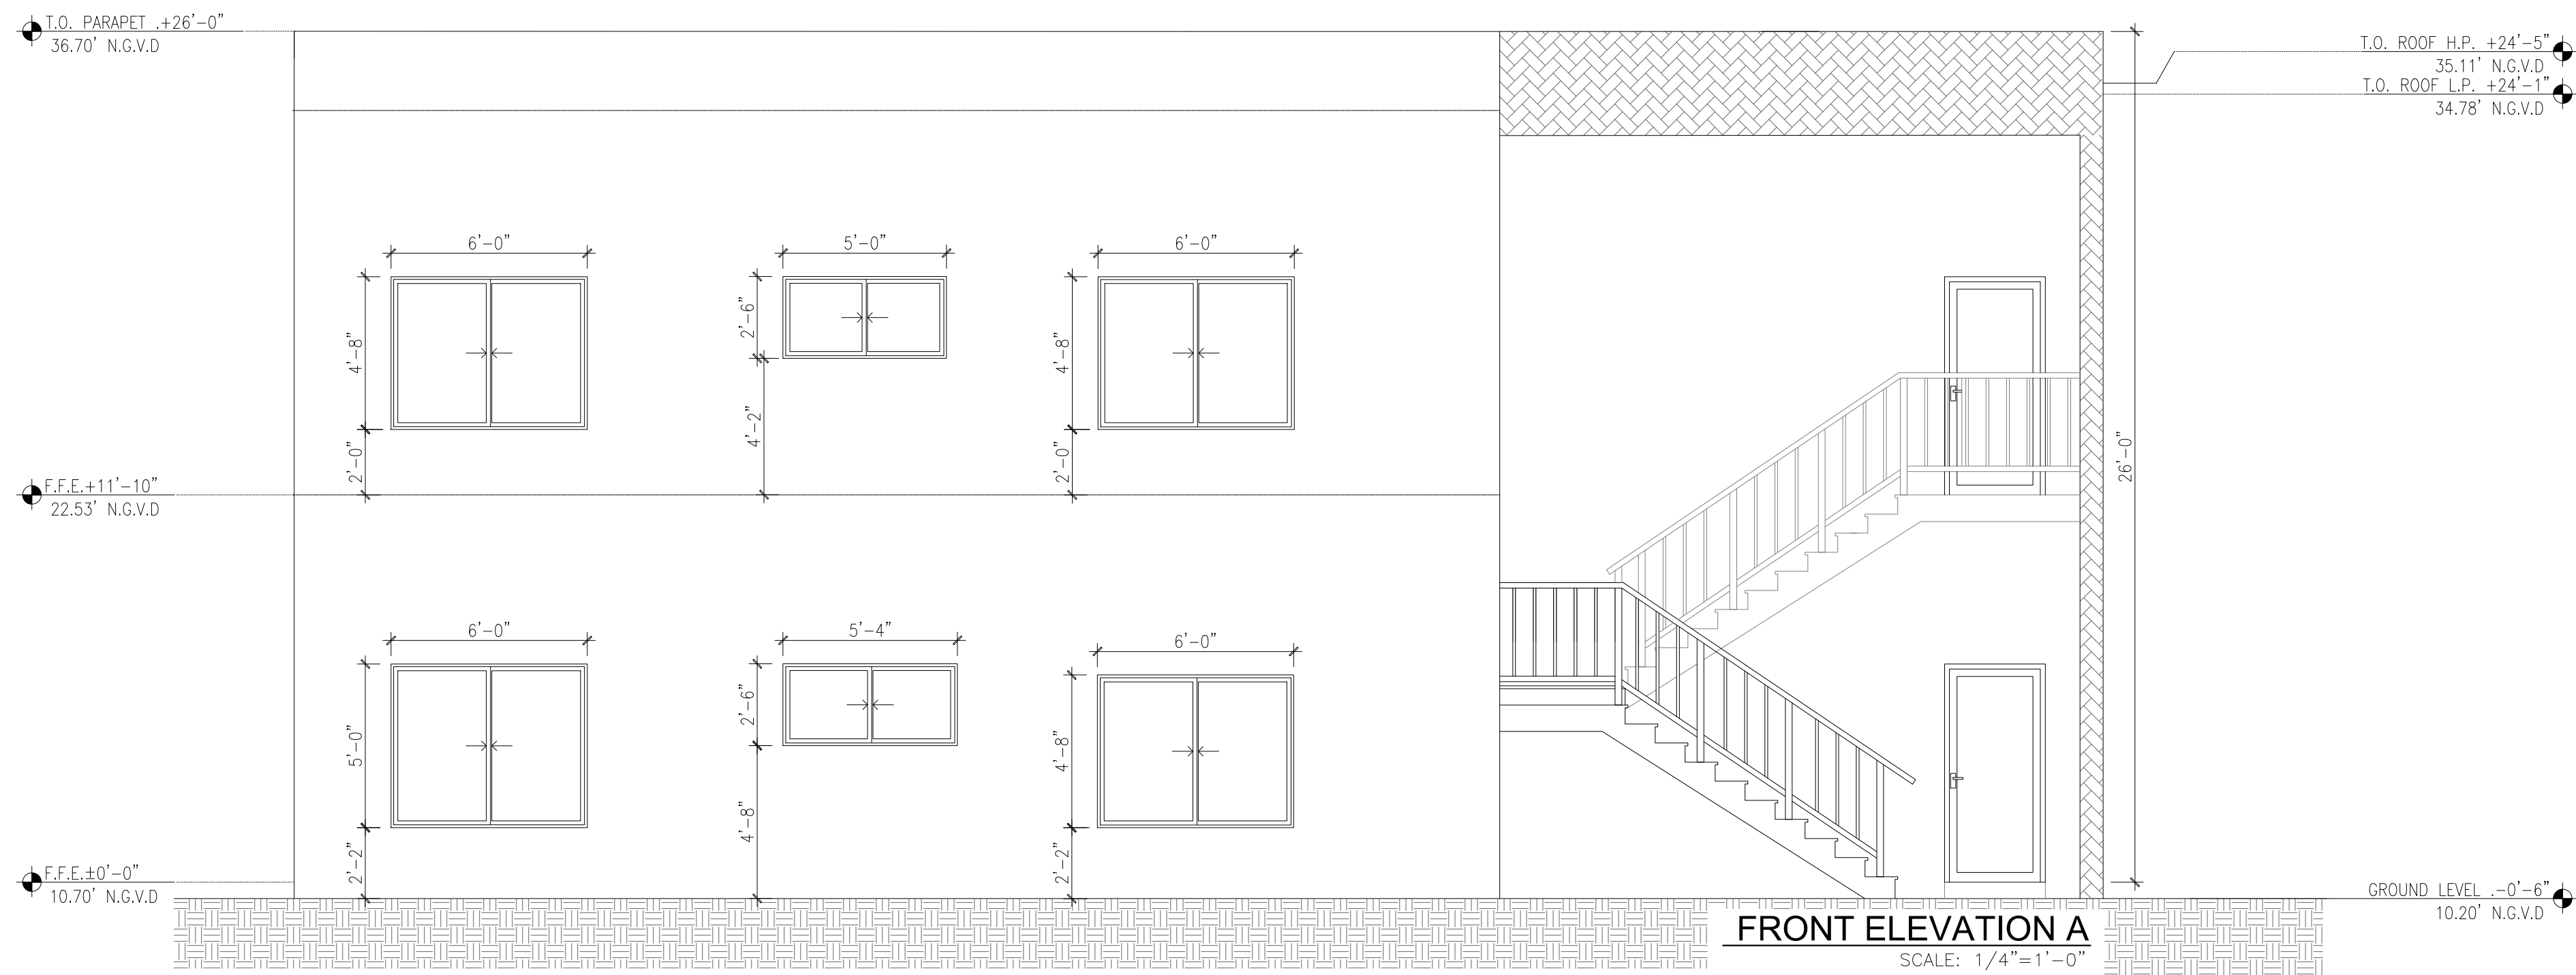 T.O. PARAPET .+26'-0"
36.70' N.G.V.D
T.O. ROOF H.P. +24'-5"
35.11' N.G.V.D
T.O. ROOF L.P. +24'-1"
34.78' N.G.V.D
6'-0"
5'-0"
6'-0"
4'-8"
2'-6"
4'-8"
2'-0"
4'-2"
2'-0"
26'-0"
F.F.E.+11'-10"
22.53' N.G.V.D
6'-0"
5'-4"
6'-0"
5'-0"
2'-6"
4'-8"
2'-2"
4'-8"
2'-2"
F.F.E.±0'-0"
10.70' N.G.V.D
GROUND LEVEL .-0'-6"
10.20' N.G.V.D
FRONT ELEVATION A
SCALE: 1/4"=1'-0"